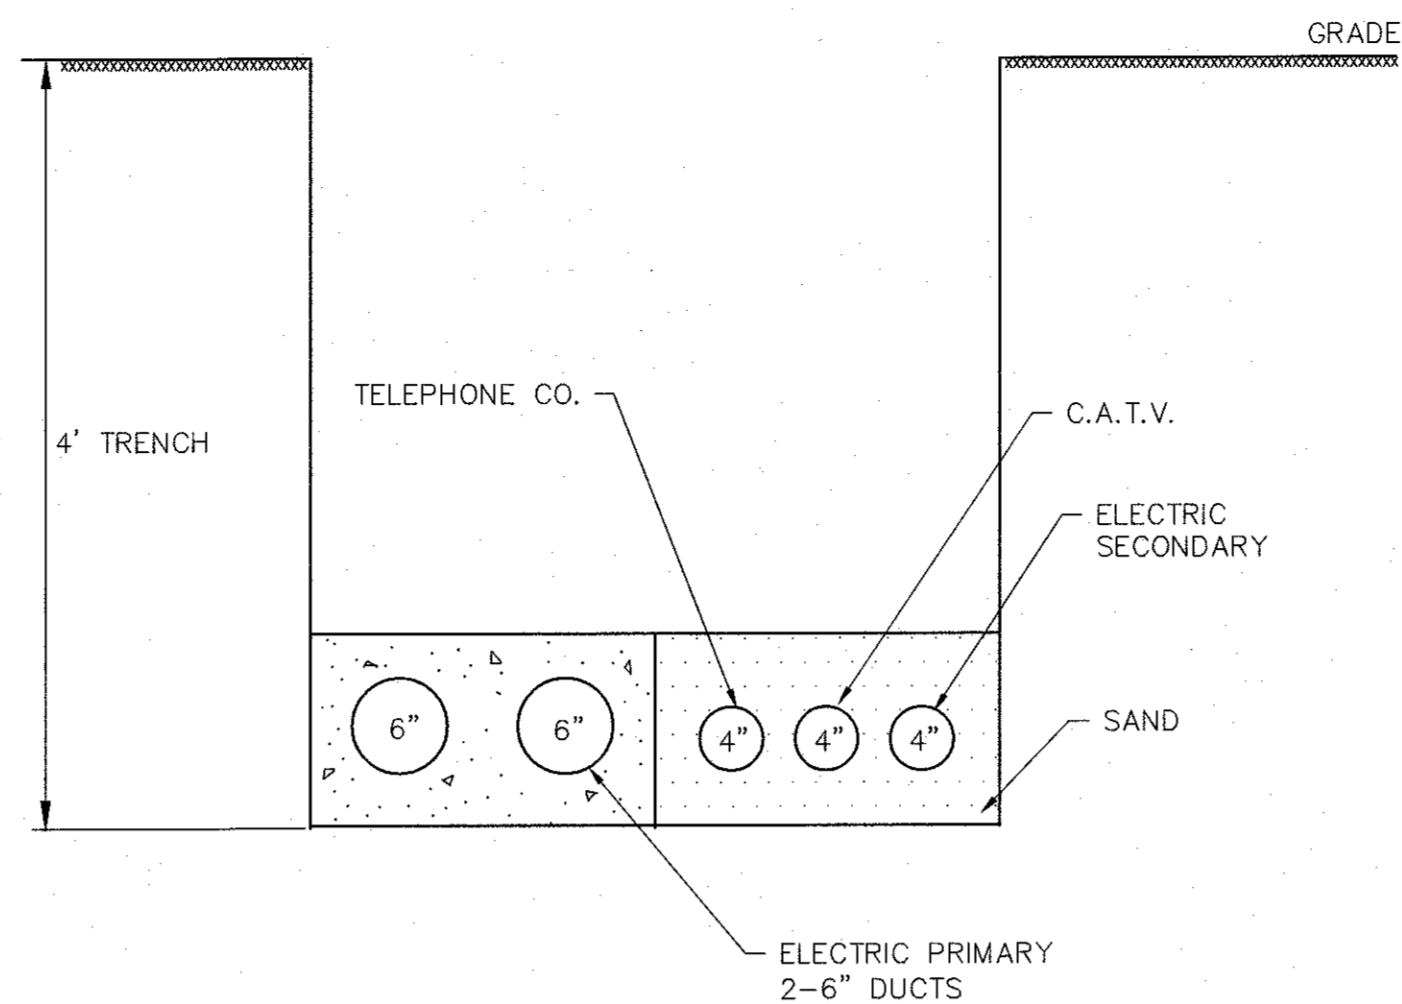 GRADE
TELEPHONE CO.
C.A.T.V.
4' TRENCH
ELECTRIC
SECONDARY
6" 6" 4" 4" 4"
SAND
ELECTRIC PRIMARY
2-6" DUCTS